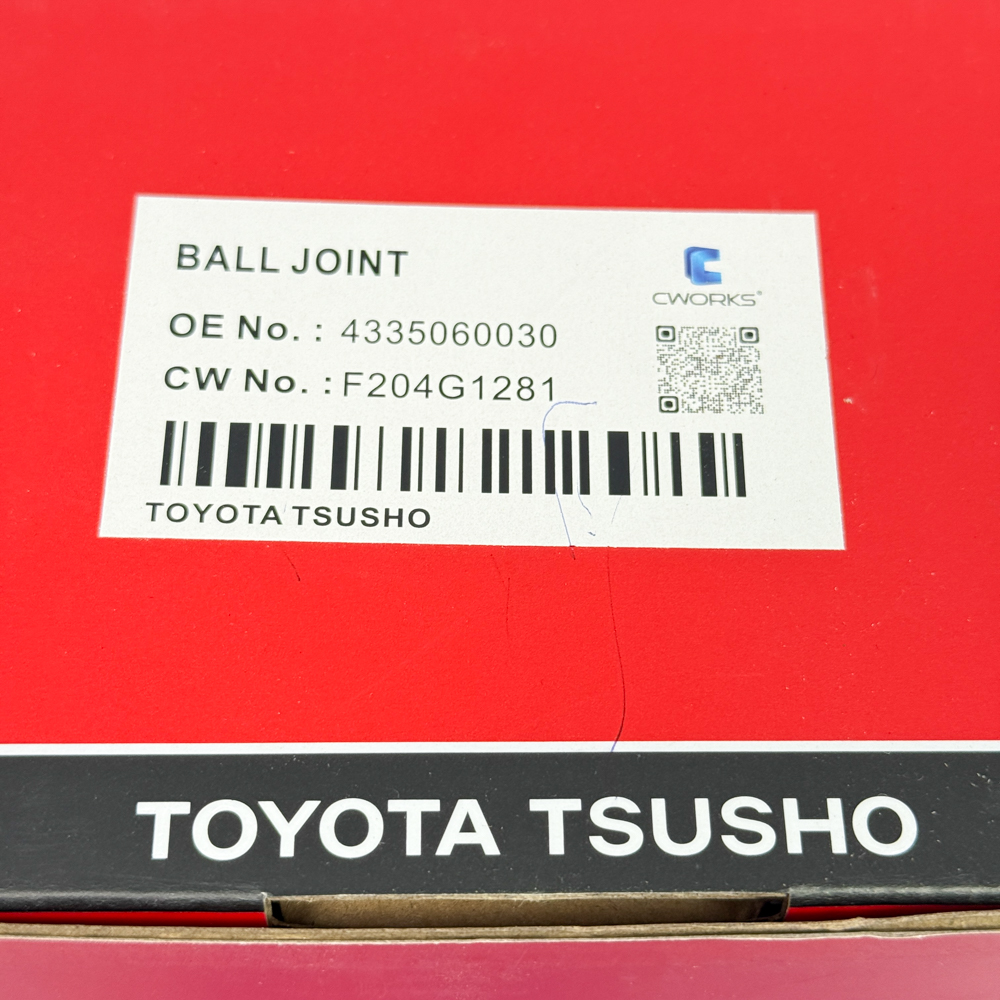 BALL JOINT
CWORKS®
OE No. : 4335060030
CW No. : F204G1281
TOYOTA TSUSHO
TOYOTA TSUSHO